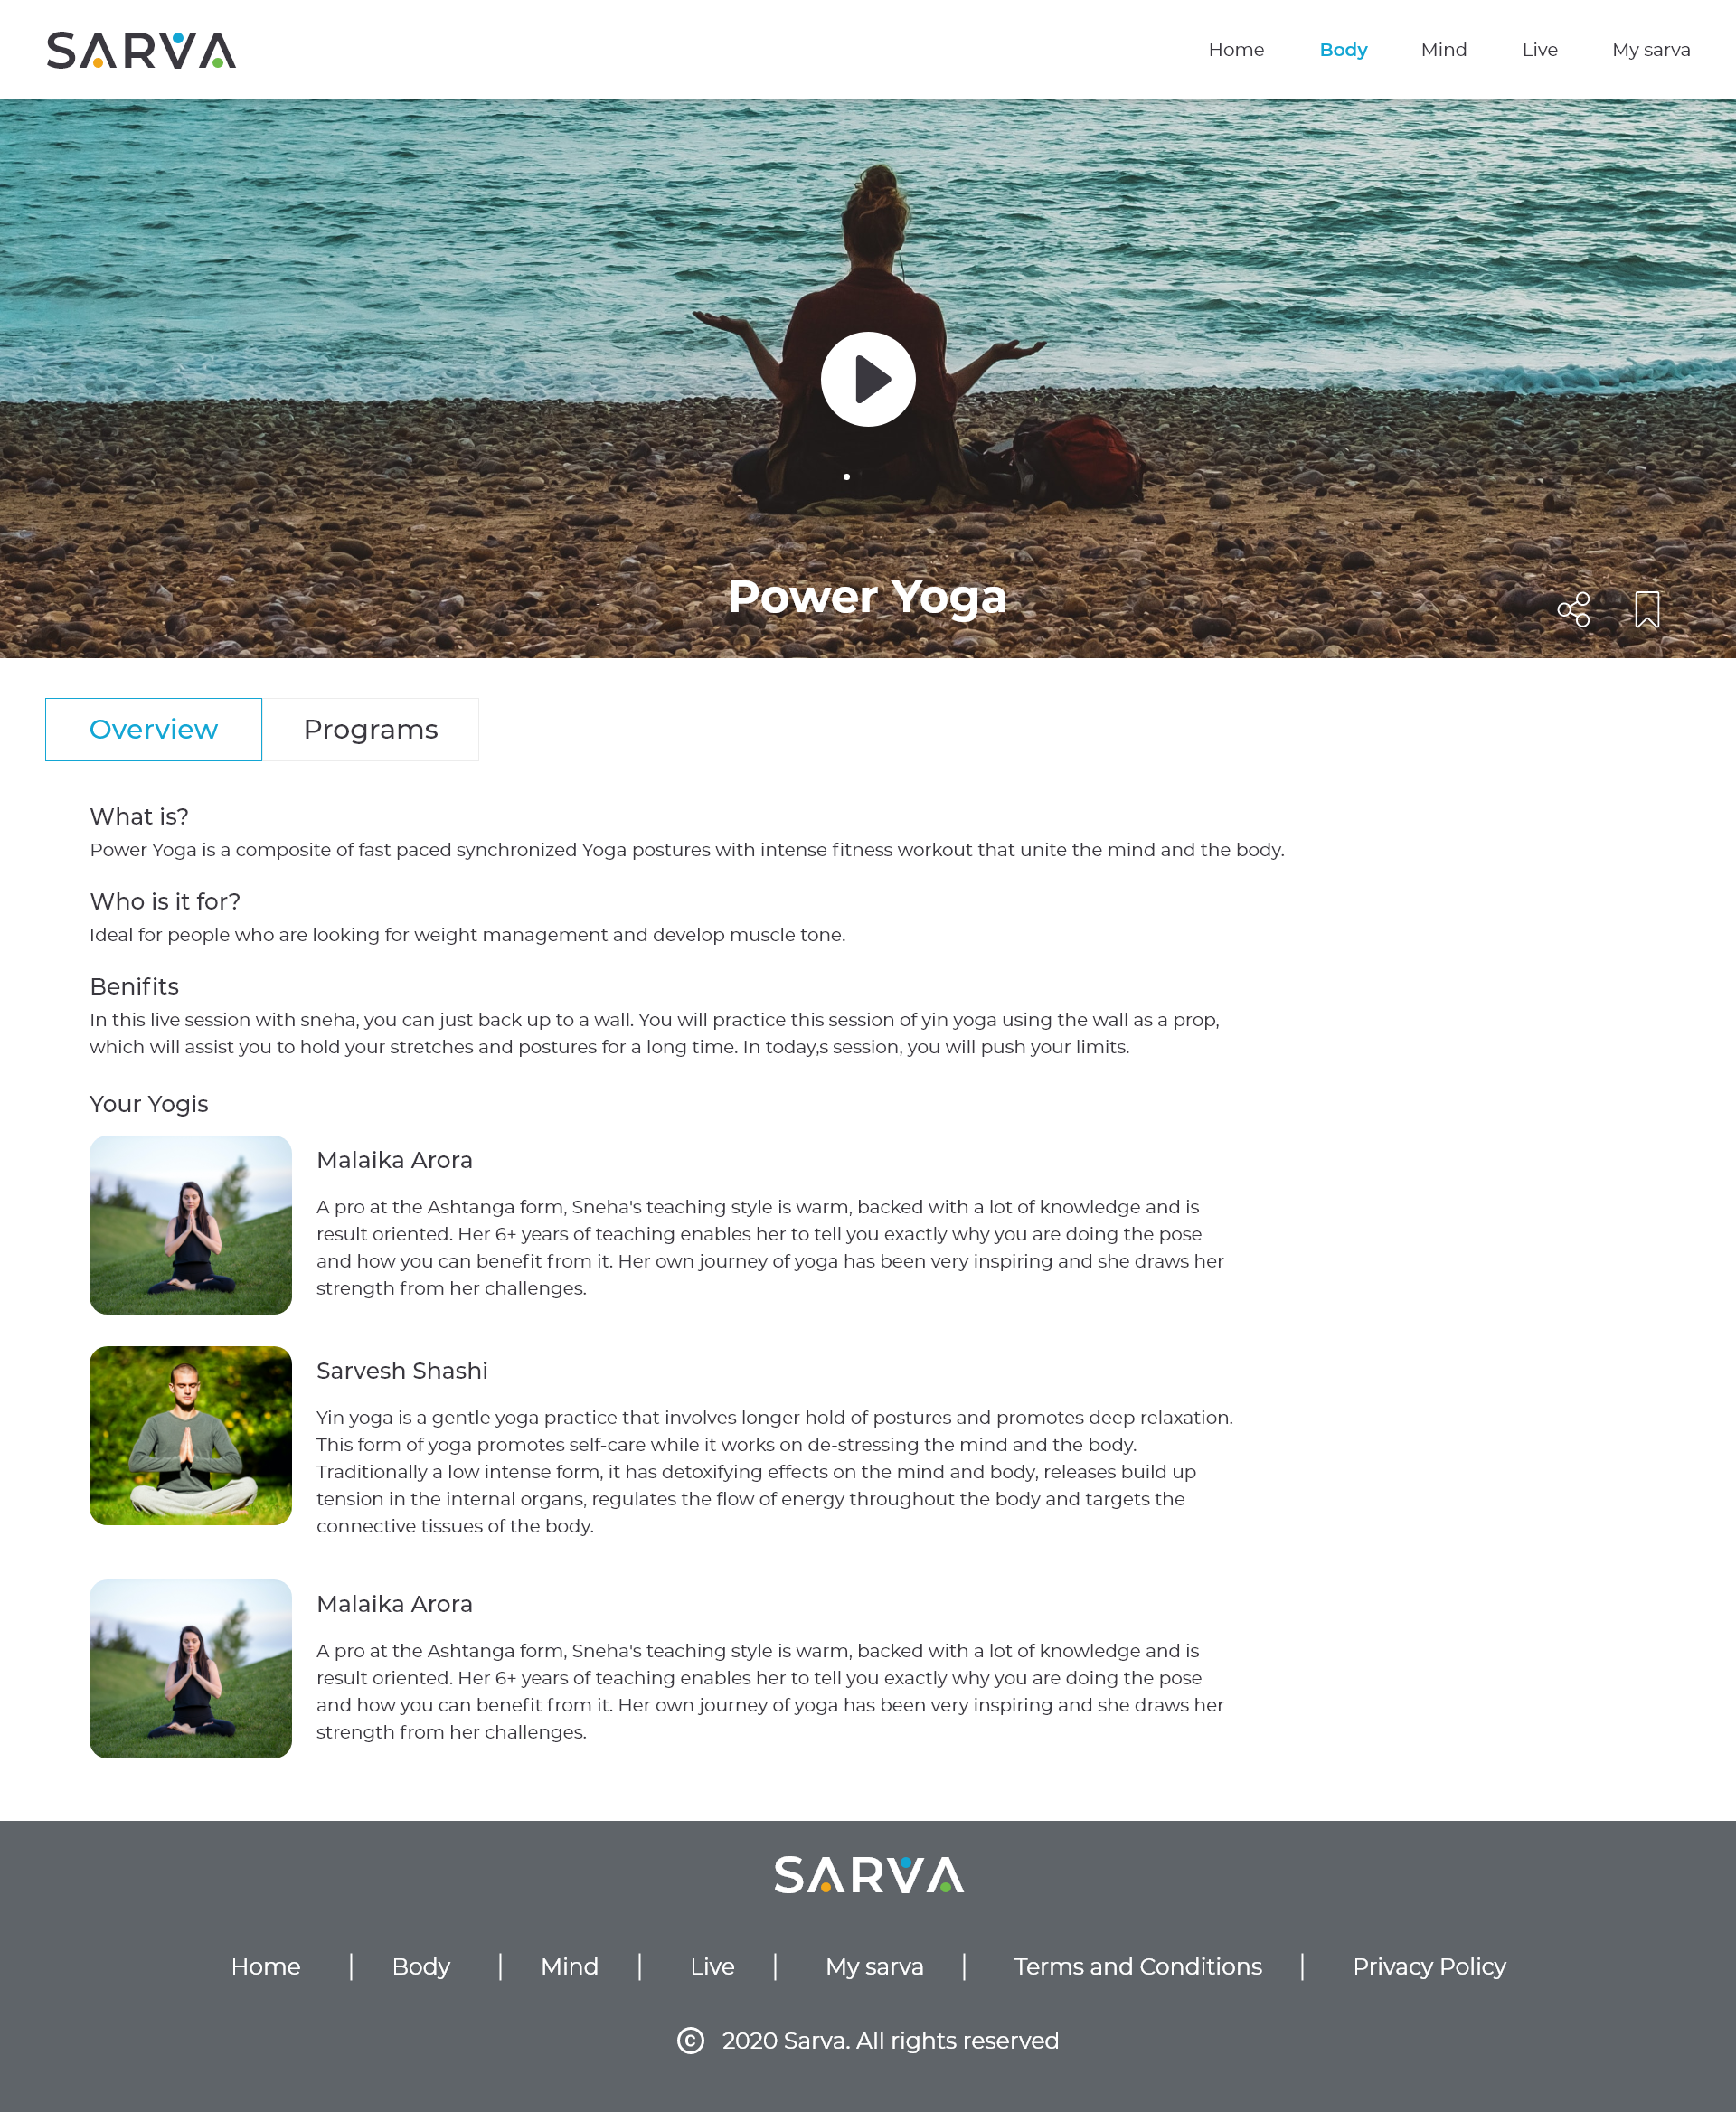 SARVA
Home Body Mind Live My sarva
Power Yoga
Overview Programs
What is?
Power Yoga is a composite of fast paced synchronized Yoga postures with intense fitness workout that unite the mind and the body.
Who is it for?
Ideal for people who are looking for weight management and develop muscle tone.
Benifits
In this live session with sneha, you can just back up to a wall. You will practice this session of yin yoga using the wall as a prop,
which will assist you to hold your stretches and postures for a long time. In today,s session, you will push your limits.
Your Yogis
Malaika Arora
A pro at the Ashtanga form, Sneha's teaching style is warm, backed with a lot of knowledge and is
result oriented. Her 6+ years of teaching enables her to tell you exactly why you are doing the pose
and how you can benefit from it. Her own journey of yoga has been very inspiring and she draws her
strength from her challenges.
Sarvesh Shashi
Yin yoga is a gentle yoga practice that involves longer hold of postures and promotes deep relaxation.
This form of yoga promotes self-care while it works on de-stressing the mind and the body.
Traditionally a low intense form, it has detoxifying effects on the mind and body, releases build up
tension in the internal organs, regulates the flow of energy throughout the body and targets the
connective tissues of the body.
Malaika Arora
A pro at the Ashtanga form, Sneha's teaching style is warm, backed with a lot of knowledge and is
result oriented. Her 6+ years of teaching enables her to tell you exactly why you are doing the pose
and how you can benefit from it. Her own journey of yoga has been very inspiring and she draws her
strength from her challenges.
SARVA
Home | Body | Mind | Live | My sarva | Terms and Conditions | Privacy Policy
© 2020 Sarva. All rights reserved